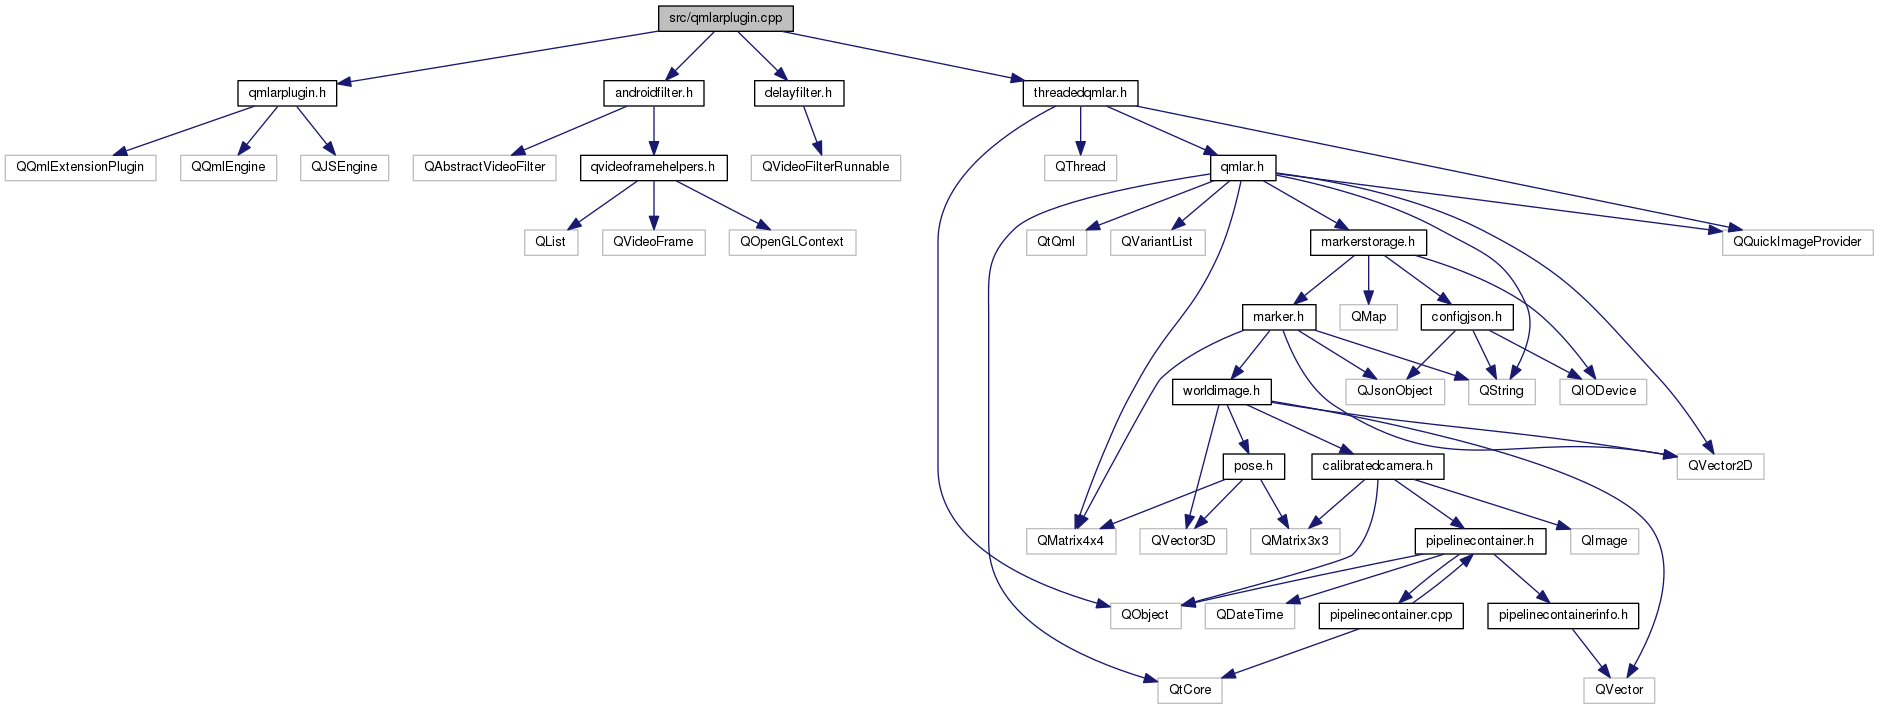 src/qmlarplugin.cpp
qmlarplugin.h
androidfilter.h
delayfilter.h
threadedqmlar.h
QQmlExtensionPlugin
QQmlEngine
QJSEngine
QAbstractVideoFilter
qvideoframehelpers.h
QVideoFilterRunnable
QThread
qmlar.h
QList
QVideoFrame
QOpenGLContext
QtQml
QVariantList
markerstorage.h
QQuickImageProvider
marker.h
QMap
configjson.h
worldimage.h
QJsonObject
QString
QIODevice
pose.h
calibratedcamera.h
QVector2D
QMatrix4x4
QVector3D
QMatrix3x3
pipelinecontainer.h
QImage
QObject
QDateTime
pipelinecontainer.cpp
pipelinecontainerinfo.h
QtCore
QVector